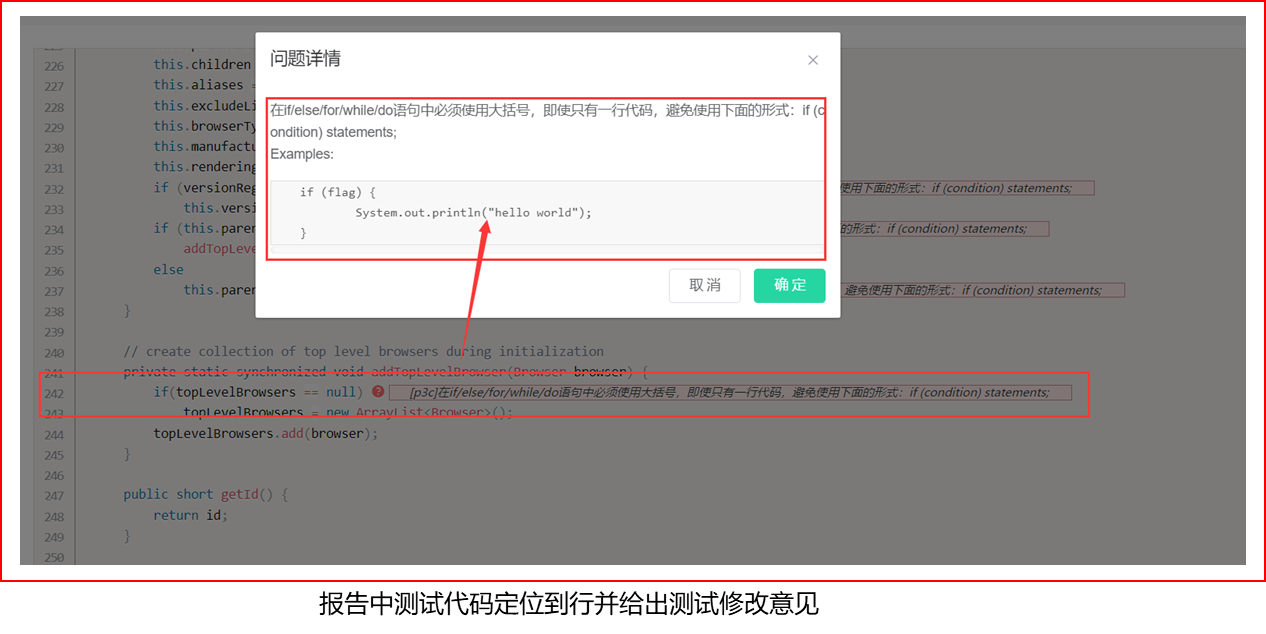 问题详情
×
在if/else/for/while/do语句中必须使用大括号，即使只有一行代码，避免使用下面的形式：if (c
ondition) statements;
Examples:
if (flag) {
System.out.println("hello world");
}
取消
确定
226 this.children
227 this.aliases =
228 this.excludeLi
229 this.browserTy
230 this.manufactu
231 this.rendering
232 if (versionReg 使用下面的形式：if (condition) statements;
233 this.versi
234 if (this.paren 的形式：if (condition) statements;
235 addTopLeve
236 else
237 this.paren 避免使用下面的形式：if (condition) statements;
238 }
239
240 // create collection of top level browsers during initialization
241 private static synchronized void addTopLevelBrowser(Browser browser) {
242 if(topLevelBrowsers == null) ? [p3c]在if/else/for/while/do语句中必须使用大括号，即使只有一行代码，避免使用下面的形式：if (condition) statements;
243 topLevelBrowsers = new ArrayList<Browser>();
244 topLevelBrowsers.add(browser);
245 }
246
247 public short getId() {
248 return id;
249 }
250
报告中测试代码定位到行并给出测试修改意见